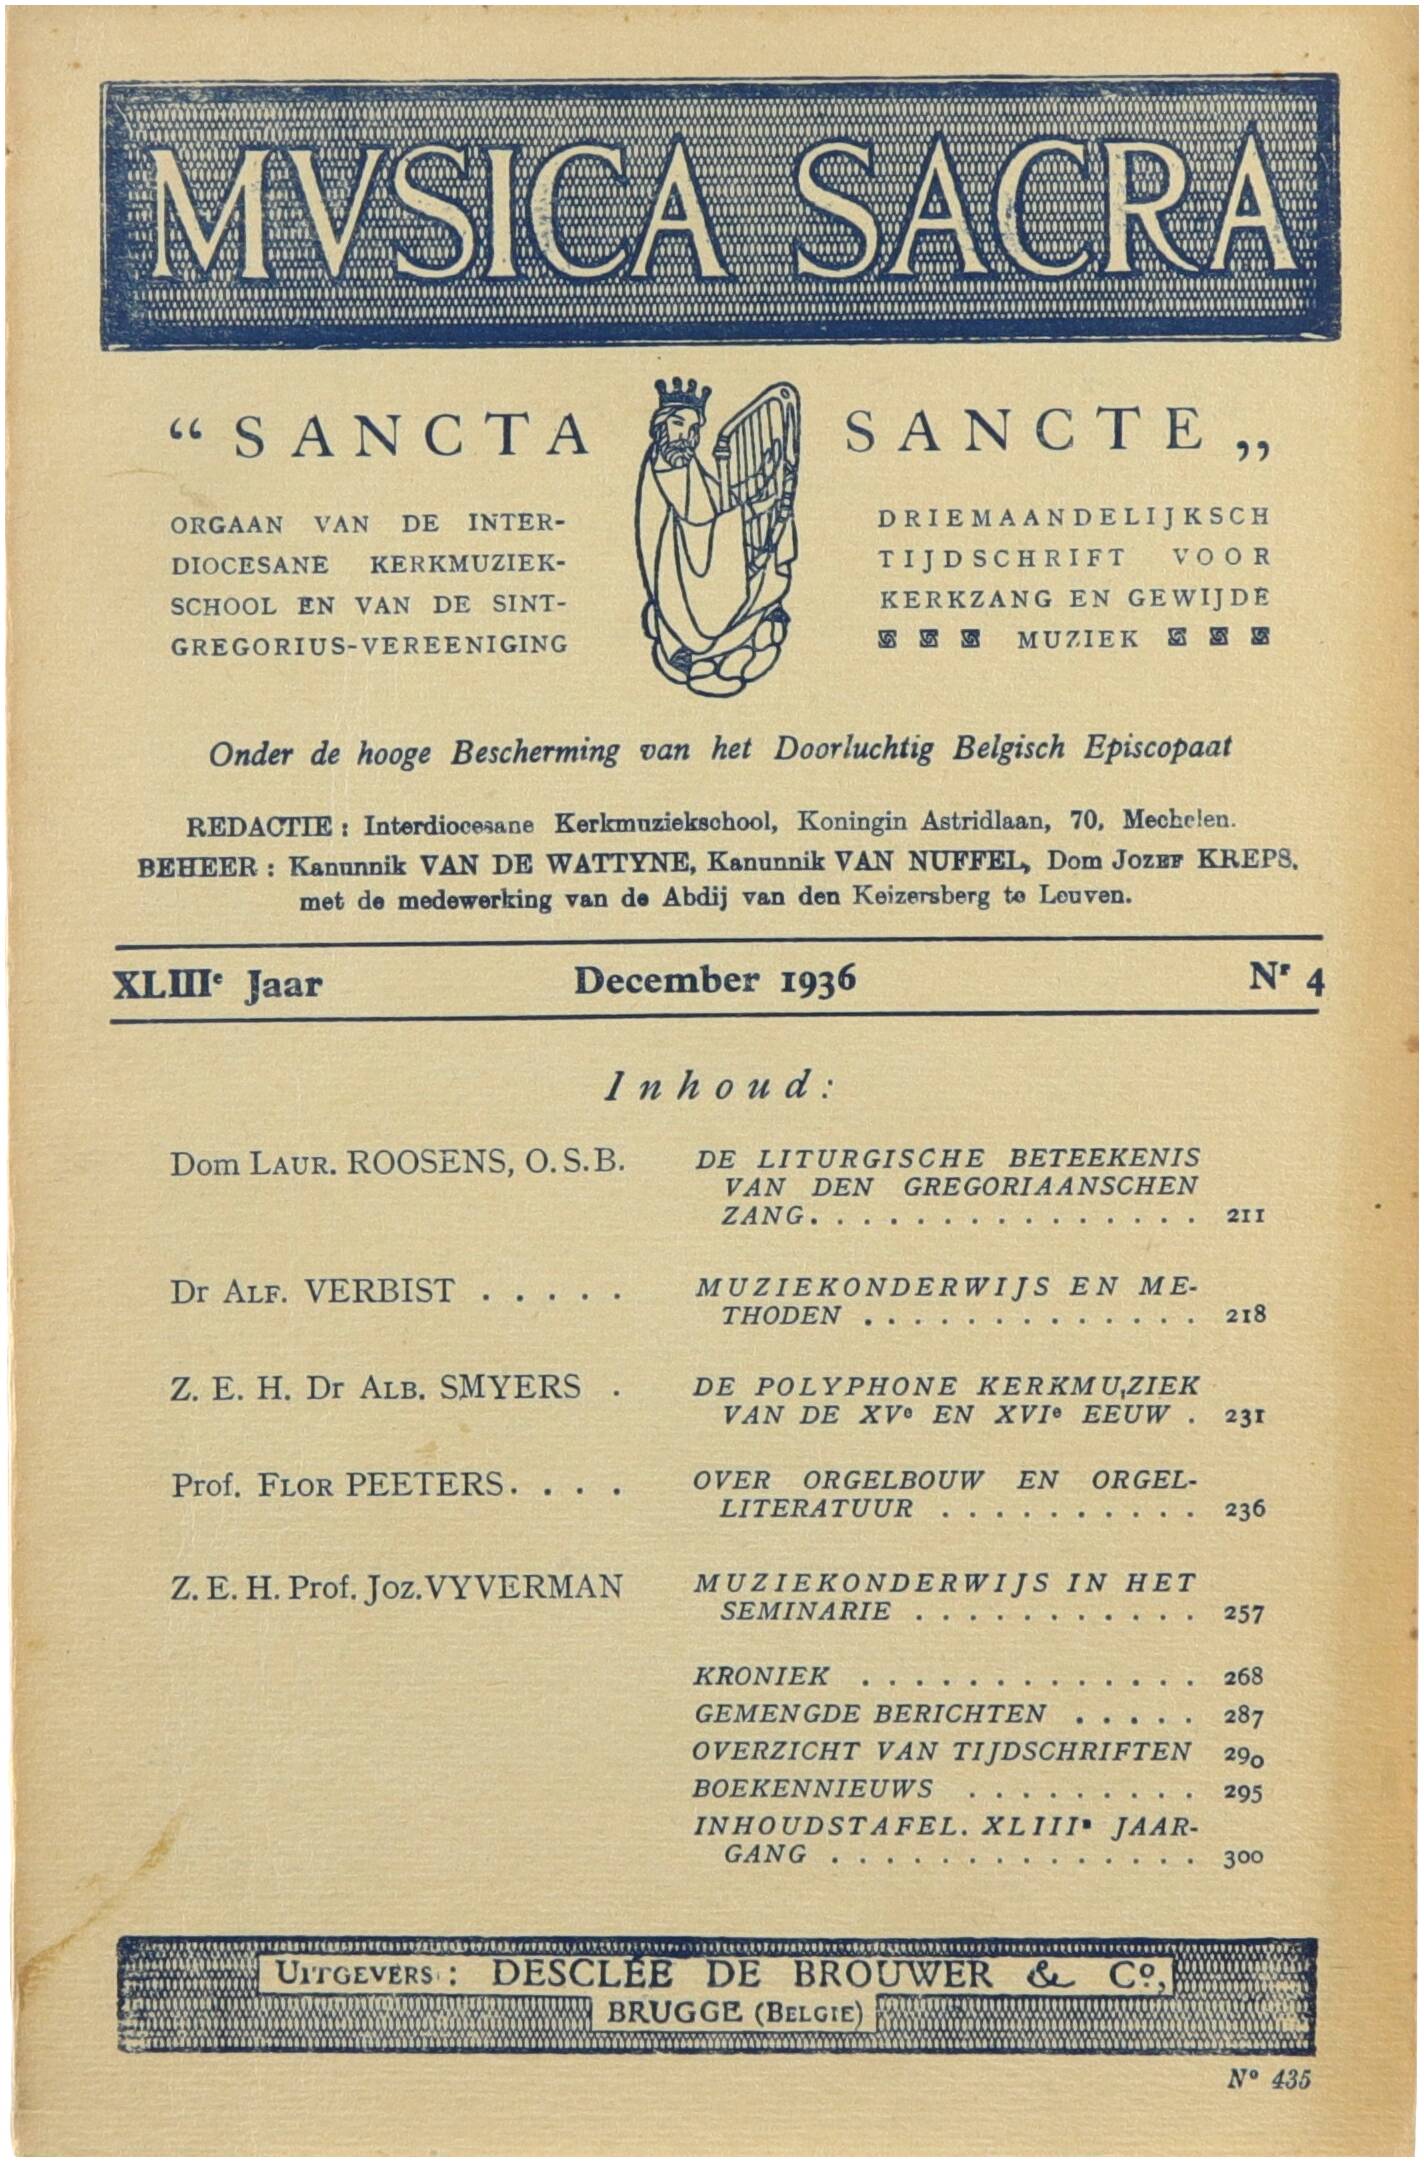 MVSICA SACRA
“ SANCTA SANCTE „
ORGAAN VAN DE INTER-
DIOCESANE KERKMUZIEK-
SCHOOL EN VAN DE SINT-
GREGORIUS-VEREENIGING
DRIEMAANDELIJKSCH
TIJDSCHRIFT VOOR
KERKZANG EN GEWIJDE
MUZIEK
Onder de hooge Bescherming van het Doorluchtig Belgisch Episcopaat
REDACTIE : Interdiocesane Kerkmuziekschool, Koningin Astridlaan, 70, Mechelen.
BEHEER : Kanunnik VAN DE WATTYNE, Kanunnik VAN NUFFEL, Dom JOZEF KREPS.
met de medewerking van de Abdij van den Keizersberg te Leuven.
XLIIIe Jaar December 1936 Nr 4
Inhoud:
Dom LAUR. ROOSENS, O.S.B. DE LITURGISCHE BETEEKENIS
VAN DEN GREGORIAANSCHEN
ZANG. . . . . . . . . . . . . . . 211
Dr ALF. VERBIST . . . . . MUZIEKONDERWIJS EN ME-
THODEN . . . . . . . . . . . . . 218
Z. E. H. Dr ALB. SMYERS . DE POLYPHONE KERKMUZIEK
VAN DE XVe EN XVIe EEUW . 231
Prof. FLOR PEETERS. . . . OVER ORGELBOUW EN ORGEL-
LITERATUUR . . . . . . . . . . 236
Z. E. H. Prof. JOZ. VYVERMAN MUZIEKONDERWIJS IN HET
SEMINARIE . . . . . . . . . . . 257
KRONIEK . . . . . . . . . . . . . 268
GEMENGDE BERICHTEN . . . . . 287
OVERZICHT VAN TIJDSCHRIFTEN 290
BOEKENNIEUWS . . . . . . . . . 295
INHOUDSTAFEL. XLIIIe JAAR-
GANG . . . . . . . . . . . . . . 300
UITGEVERS : DESCLÉE DE BROUWER & Co,
BRUGGE (BELGIE)
No 435